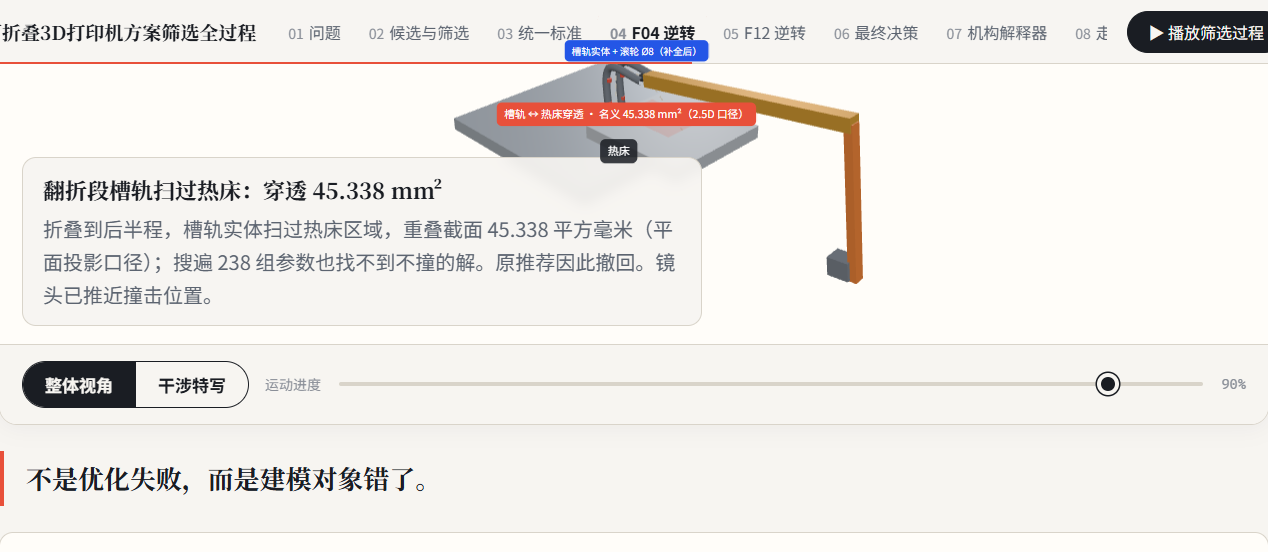 折叠3D打印机方案筛选全过程
01 问题
02 候选与筛选
03 统一标准
04 F04 逆转
05 F12 逆转
06 最终决策
07 机构解释器
08
▶ 播放筛选过程
槽轨实体 + 滚轮 Ø8（补全后）
槽轨 ↔ 热床穿透 · 名义 45.338 mm²（2.5D 口径）
热床
翻折段槽轨扫过热床：穿透 45.338 mm²
折叠到后半程，槽轨实体扫过热床区域，重叠截面 45.338 平方毫米（平
面投影口径）；搜遍 238 组参数也找不到不撞的解。原推荐因此撤回。镜
头已推近撞击位置。
整体视角
干涉特写
运动进度
90%
不是优化失败，而是建模对象错了。